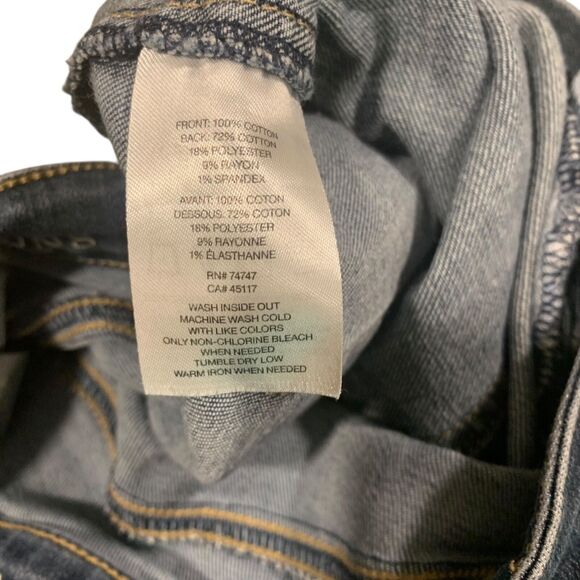 FRONT: 100% COTTON
BACK: 72% COTTON
18% POLYESTER
9% RAYON
1% SPANDEX
AVANT: 100% COTON
DESSOUS: 72% COTON
18% POLYESTER
9% RAYONNE
1% ÉLASTHANNE
RN# 74747
CA# 45117
WASH INSIDE OUT
MACHINE WASH COLD
WITH LIKE COLORS
ONLY NON-CHLORINE BLEACH
WHEN NEEDED
TUMBLE DRY LOW
WARM IRON WHEN NEEDED